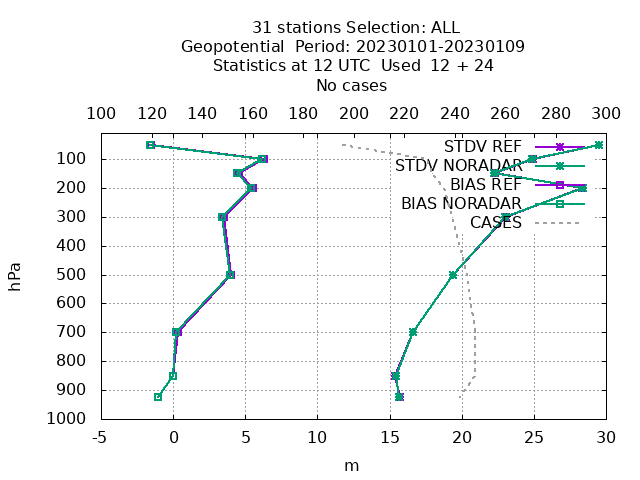 31 stations Selection: ALL
Geopotential  Period: 20230101-20230109
Statistics at 12 UTC  Used  12 + 24
No cases
100 120 140 160 180 200 220 240 260 280 300
STDV REF
STDV NORADAR
BIAS REF
BIAS NORADAR
CASES
hPa
100
200
300
400
500
600
700
800
900
1000
-5 0 5 10 15 20 25 30
m